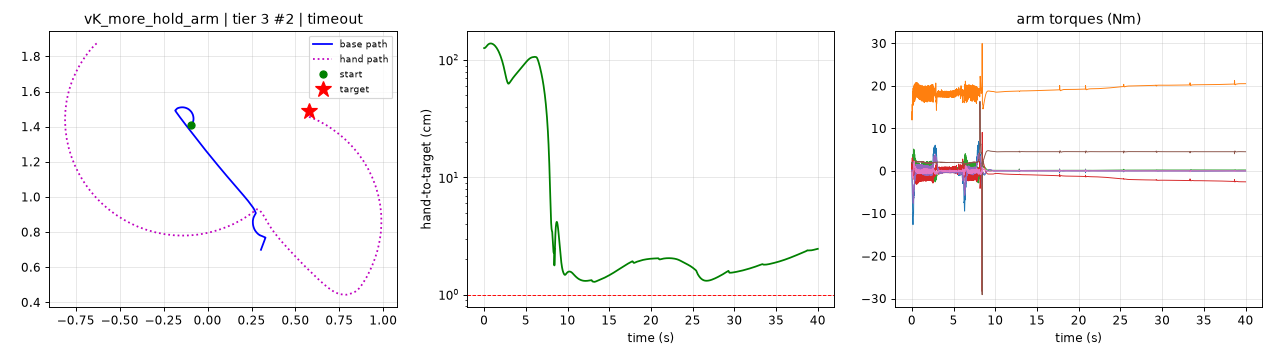 vK_more_hold_arm | tier 3 #2 | timeout
base path
hand path
start
target
1.8
1.6
1.4
1.2
1.0
0.8
0.6
0.4
−0.75 −0.50 −0.25 0.00 0.25 0.50 0.75 1.00
hand-to-target (cm)
10²
10¹
10⁰
0 5 10 15 20 25 30 35 40
time (s)
arm torques (Nm)
30
20
10
0
−10
−20
−30
0 5 10 15 20 25 30 35 40
time (s)